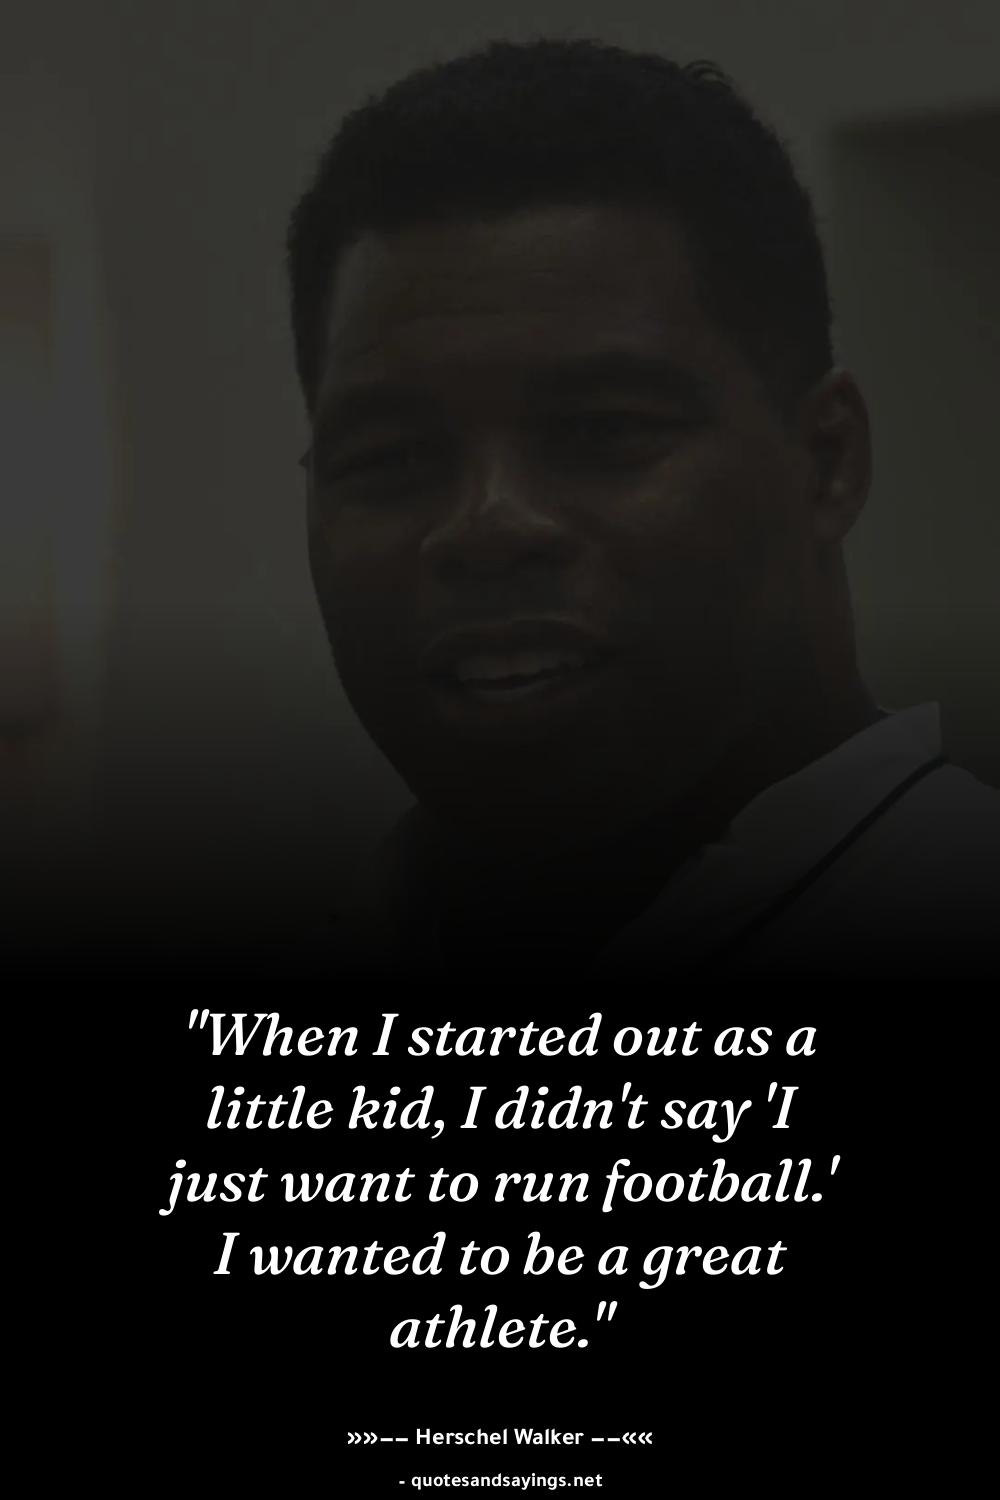 "When I started out as a
little kid, I didn't say 'I
just want to run football.'
I wanted to be a great
athlete."
»»–– Herschel Walker ––««
- quotesandsayings.net